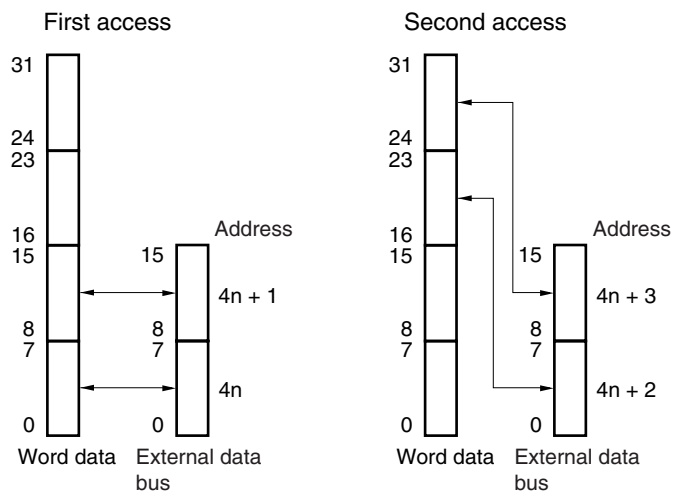 First access
31
24
23
16
15
8
7
0
Address
15
8
7
0
4n + 1
4n
Word data
External data
bus
Second access
31
24
23
16
15
8
7
0
Address
15
8
7
0
4n + 3
4n + 2
Word data
External data
bus